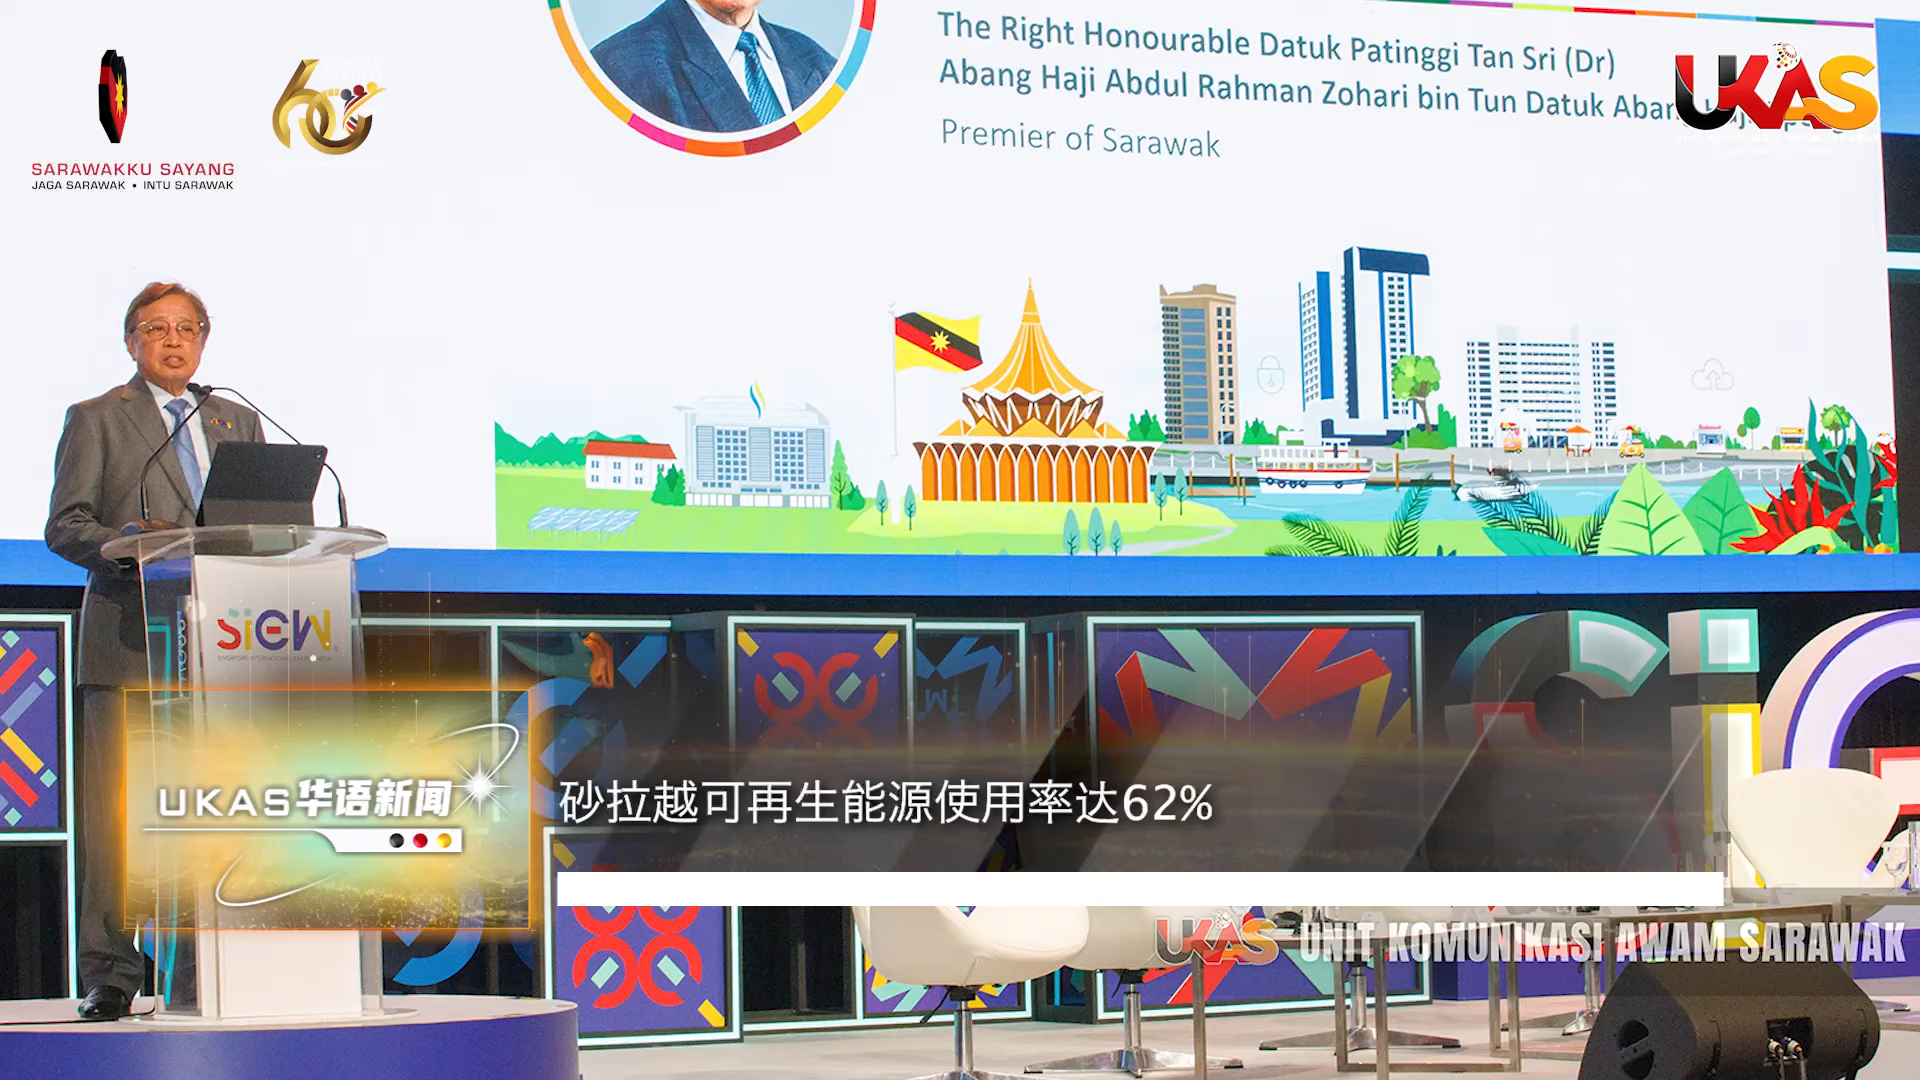 The Right Honourable Datuk Patinggi Tan Sri (Dr)
Abang Haji Abdul Rahman Zohari bin Tun Datuk Abang
Premier of Sarawak
SARAWAKKU SAYANG
JAGA SARAWAK • INTU SARAWAK
60
UKAS
SIEW
UKAS华语新闻
砂拉越可再生能源使用率达62%
UKAS UNIT KOMUNIKASI AWAM SARAWAK